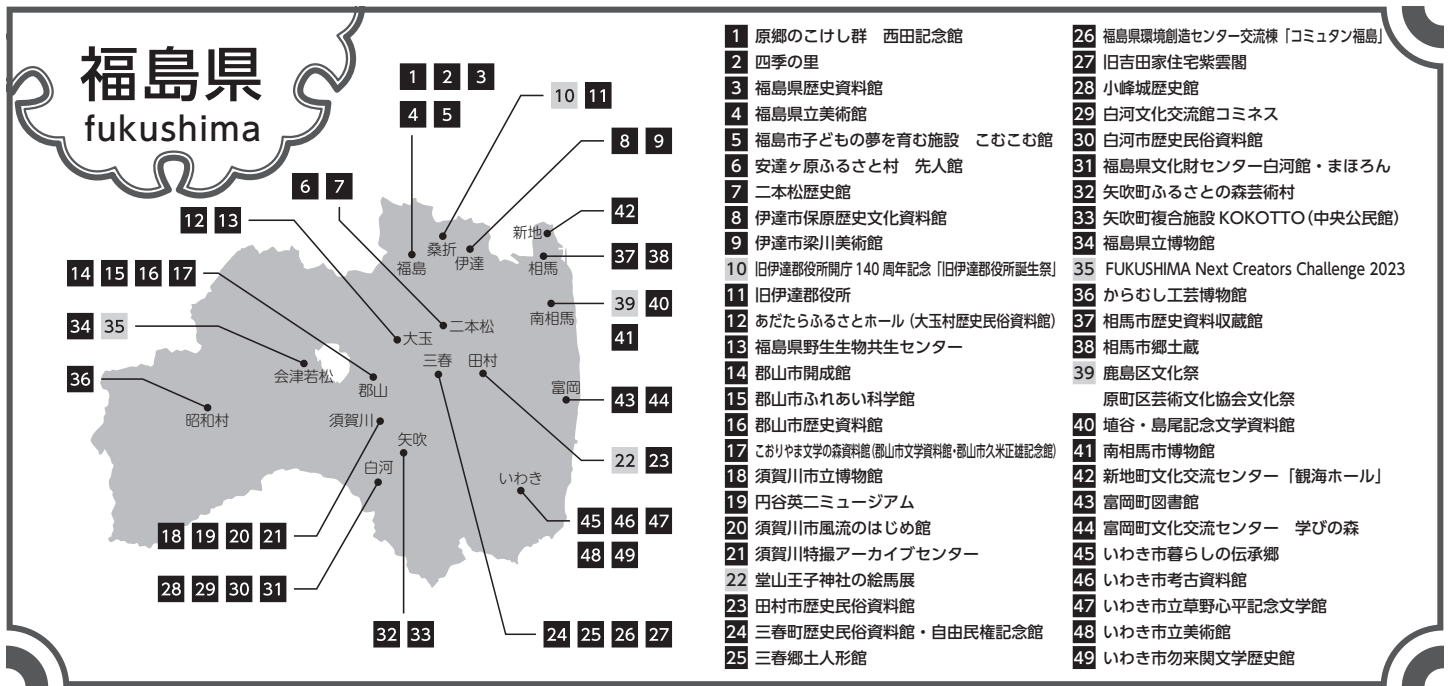 福島県
fukushima
1 2 3
4 5
10 11
8 9
6 7
12 13
42
新地
桑折
伊達
福島
相馬
37 38
14 15 16 17
39 40
41
南相馬
二本松
大玉
34 35
三春
田村
会津若松
郡山
36
富岡
43 44
昭和村
須賀川
矢吹
白河
22 23
いわき
45 46 47
48 49
18 19 20 21
28 29 30 31
32 33
24 25 26 27
1 原郷のこけし群　西田記念館
2 四季の里
3 福島県歴史資料館
4 福島県立美術館
5 福島市子どもの夢を育む施設　こむこむ館
6 安達ヶ原ふるさと村　先人館
7 二本松歴史館
8 伊達市保原歴史文化資料館
9 伊達市梁川美術館
10 旧伊達郡役所開庁140周年記念「旧伊達郡役所誕生祭」
11 旧伊達郡役所
12 あだたらふるさとホール（大玉村歴史民俗資料館）
13 福島県野生生物共生センター
14 郡山市開成館
15 郡山市ふれあい科学館
16 郡山市歴史資料館
17 こおりやま文学の森資料館（郡山市文学資料館・郡山市久米正雄記念館）
18 須賀川市立博物館
19 円谷英二ミュージアム
20 須賀川市風流のはじめ館
21 須賀川特撮アーカイブセンター
22 堂山王子神社の絵馬展
23 田村市歴史民俗資料館
24 三春町歴史民俗資料館・自由民権記念館
25 三春郷土人形館
26 福島県環境創造センター交流棟「コミュタン福島」
27 旧吉田家住宅紫雲閣
28 小峰城歴史館
29 白河文化交流館コミネス
30 白河市歴史民俗資料館
31 福島県文化財センター白河館・まほろん
32 矢吹町ふるさとの森芸術村
33 矢吹町複合施設 KOKOTTO（中央公民館）
34 福島県立博物館
35 FUKUSHIMA Next Creators Challenge 2023
36 からむし工芸博物館
37 相馬市歴史資料収蔵館
38 相馬市郷土蔵
39 鹿島区文化祭
原町区芸術文化協会文化祭
40 埴谷・島尾記念文学資料館
41 南相馬市博物館
42 新地町文化交流センター「観海ホール」
43 富岡町図書館
44 富岡町文化交流センター　学びの森
45 いわき市暮らしの伝承郷
46 いわき市考古資料館
47 いわき市立草野心平記念文学館
48 いわき市立美術館
49 いわき市勿来関文学歴史館